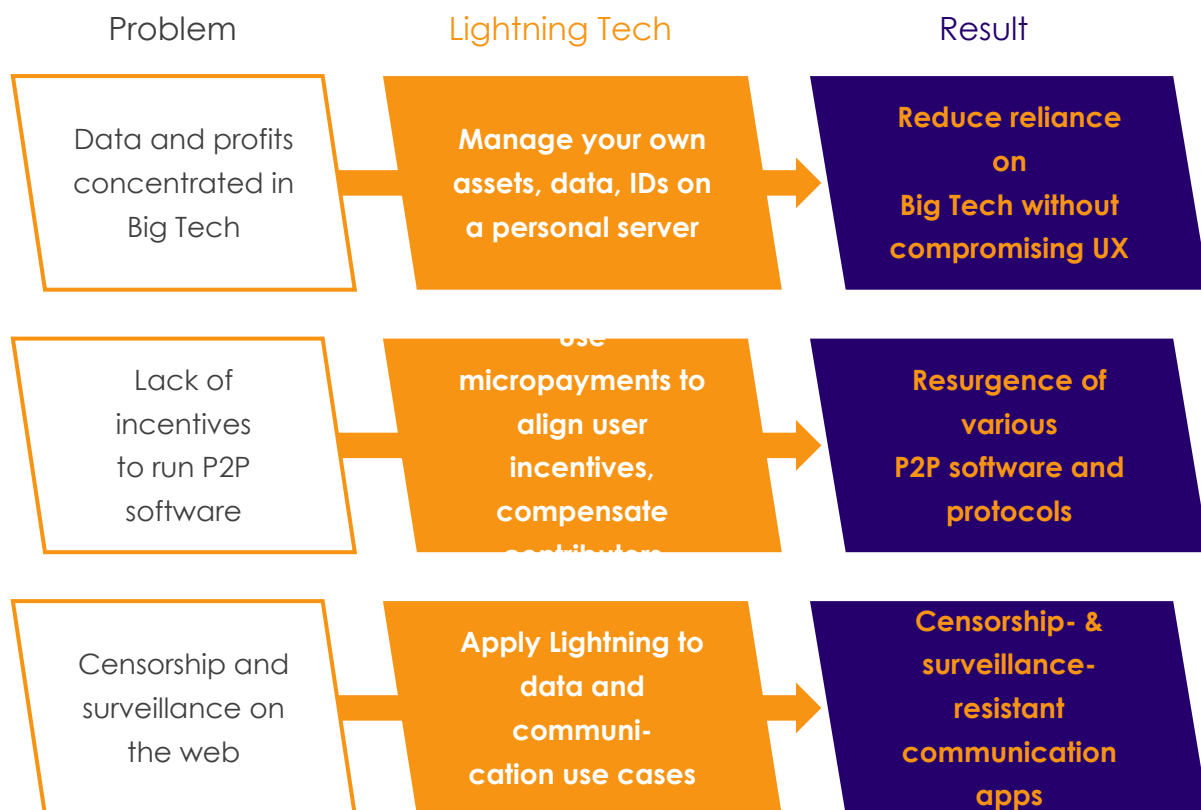 Problem
Lightning Tech
Result
Data and profits
concentrated in
Big Tech
Manage your own
assets, data, IDs on
a personal server
Reduce reliance
on
Big Tech without
compromising UX
Lack of
incentives
to run P2P
software
use
micropayments to
align user
incentives,
compensate
contributors
Resurgence of
various
P2P software and
protocols
Censorship and
surveillance on
the web
Apply Lightning to
data and
communi-
cation use cases
Censorship- &
surveillance-
resistant
communication
apps